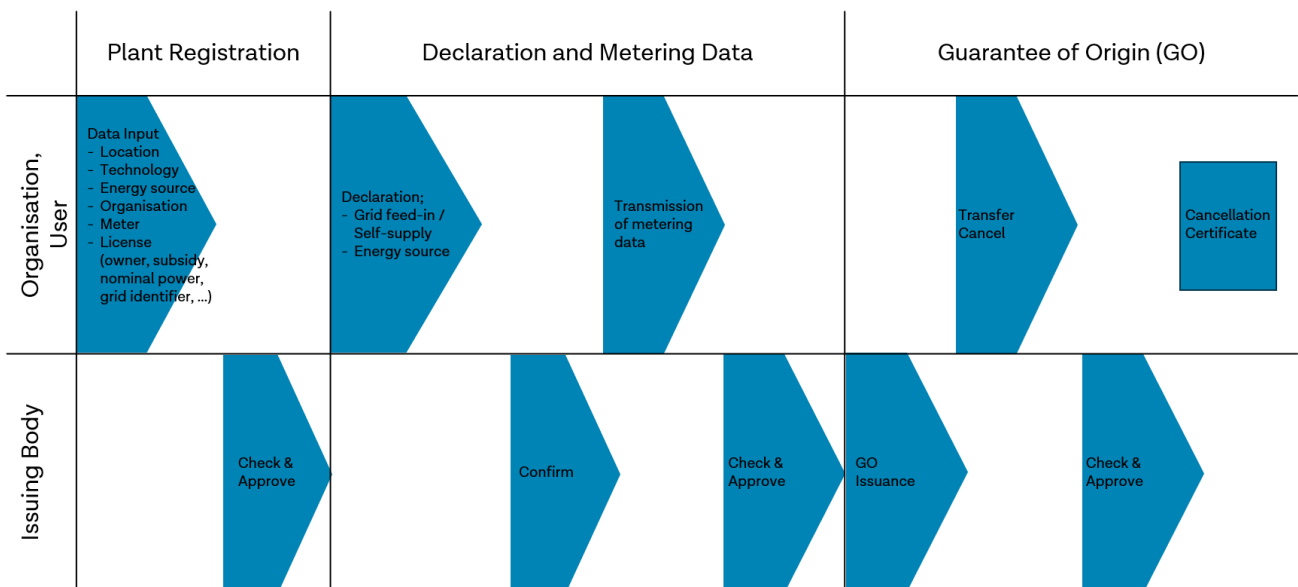 Plant Registration
Declaration and Metering Data
Guarantee of Origin (GO)
Organisation,
User
Data Input
- Location
- Technology
- Energy source
- Organisation
- Meter
- License
(owner, subsidy,
nominal power,
grid identifier, ...)
Declaration;
- Grid feed-in /
Self-supply
- Energy source
Transmission
of metering
data
Transfer
Cancel
Cancellation
Certificate
Issuing Body
Check &
Approve
Confirm
Check &
Approve
GO
Issuance
Check &
Approve